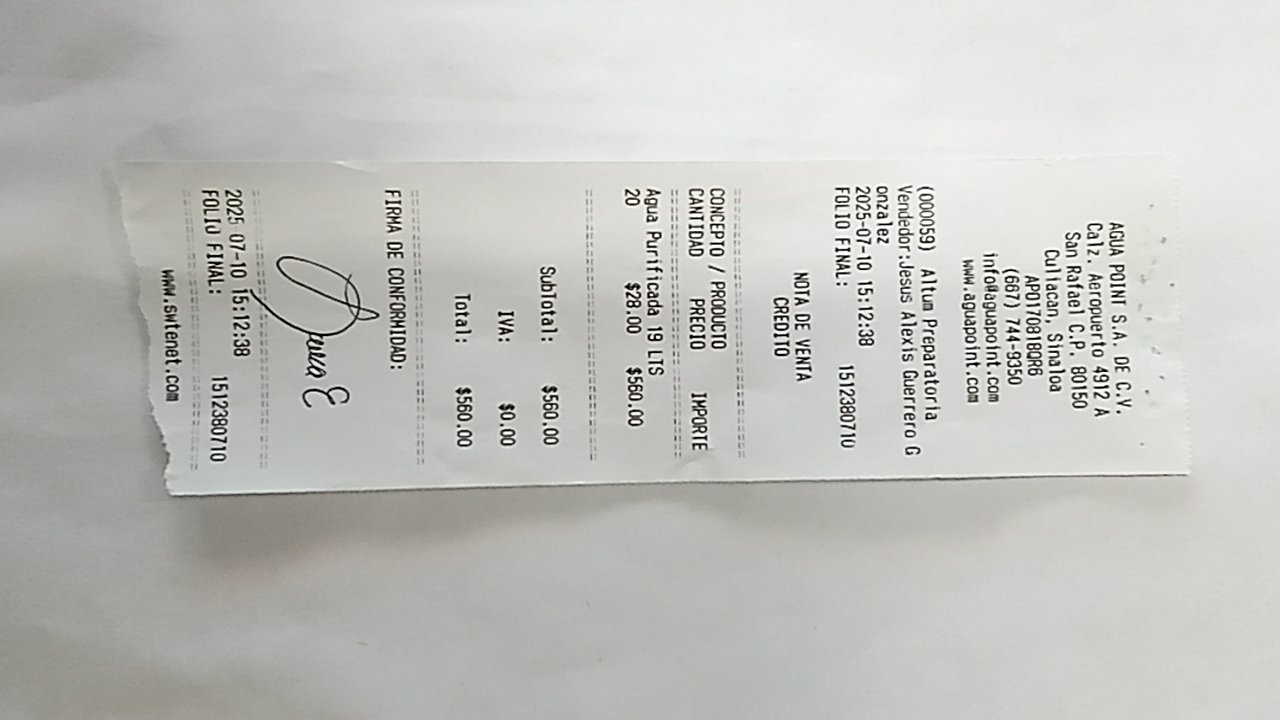 AGUA POINT S.A. DE C.V.
Calz. Aeropuerto 4912 A
San Rafael C.P. 80150
Culiacan, Sinaloa
APO170818QR6
(667) 744-9350
info@aguapoint.com
www.aguapoint.com
(000059) Altum Preparatoria
Vendedor:Jesus Alexis Guerrero G
onzalez
2025-07-10 15:12:38
FOLIO FINAL: 1512380710
NOTA DE VENTA
CREDITO
CONCEPTO / PRODUCTO
CANTIDAD PRECIO IMPORTE
Agua Purificada 19 LTS
20 $28.00 $560.00
SubTotal: $560.00
IVA: $0.00
Total: $560.00
FIRMA DE CONFORMIDAD:
2025 07-10 15:12:38
FOLIO FINAL: 1512380710
www.swtenet.com